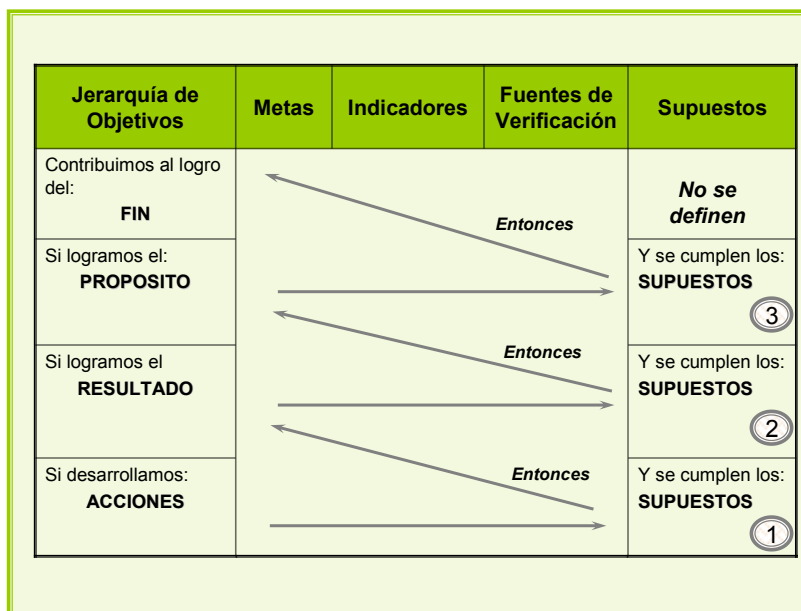 Jerarquía de
Objetivos
Metas
Indicadores
Fuentes de
Verificación
Supuestos
Contribuimos al logro
del:
FIN
Entonces
No se
definen
Si logramos el:
PROPOSITO
Y se cumplen los:
SUPUESTOS
3
Si logramos el
RESULTADO
Entonces
Y se cumplen los:
SUPUESTOS
2
Si desarrollamos:
ACCIONES
Entonces
Y se cumplen los:
SUPUESTOS
1